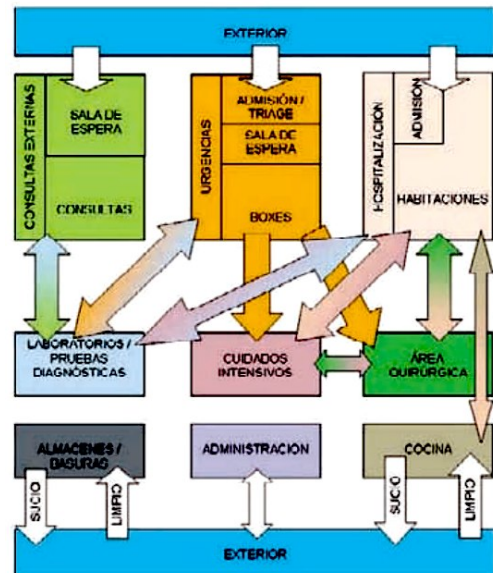 EXTERIOR
CONSULTAS EXTERNAS
SALA DE
ESPERA
CONSULTAS
URGENCIAS
ADMISIÓN /
TRIAGE
SALA DE
ESPERA
BOXES
HOSPITALIZACIÓN
ADMISIÓN
HABITACIONES
LABORATORIOS /
PRUEBAS
DIAGNÓSTICAS
CUIDADOS
INTENSIVOS
ÁREA
QUIRÚRGICA
ALMACENES /
BASURAS
ADMINISTRACION
COCINA
SUCIO
LIMPIO
SUCIO
LIMPIO
EXTERIOR